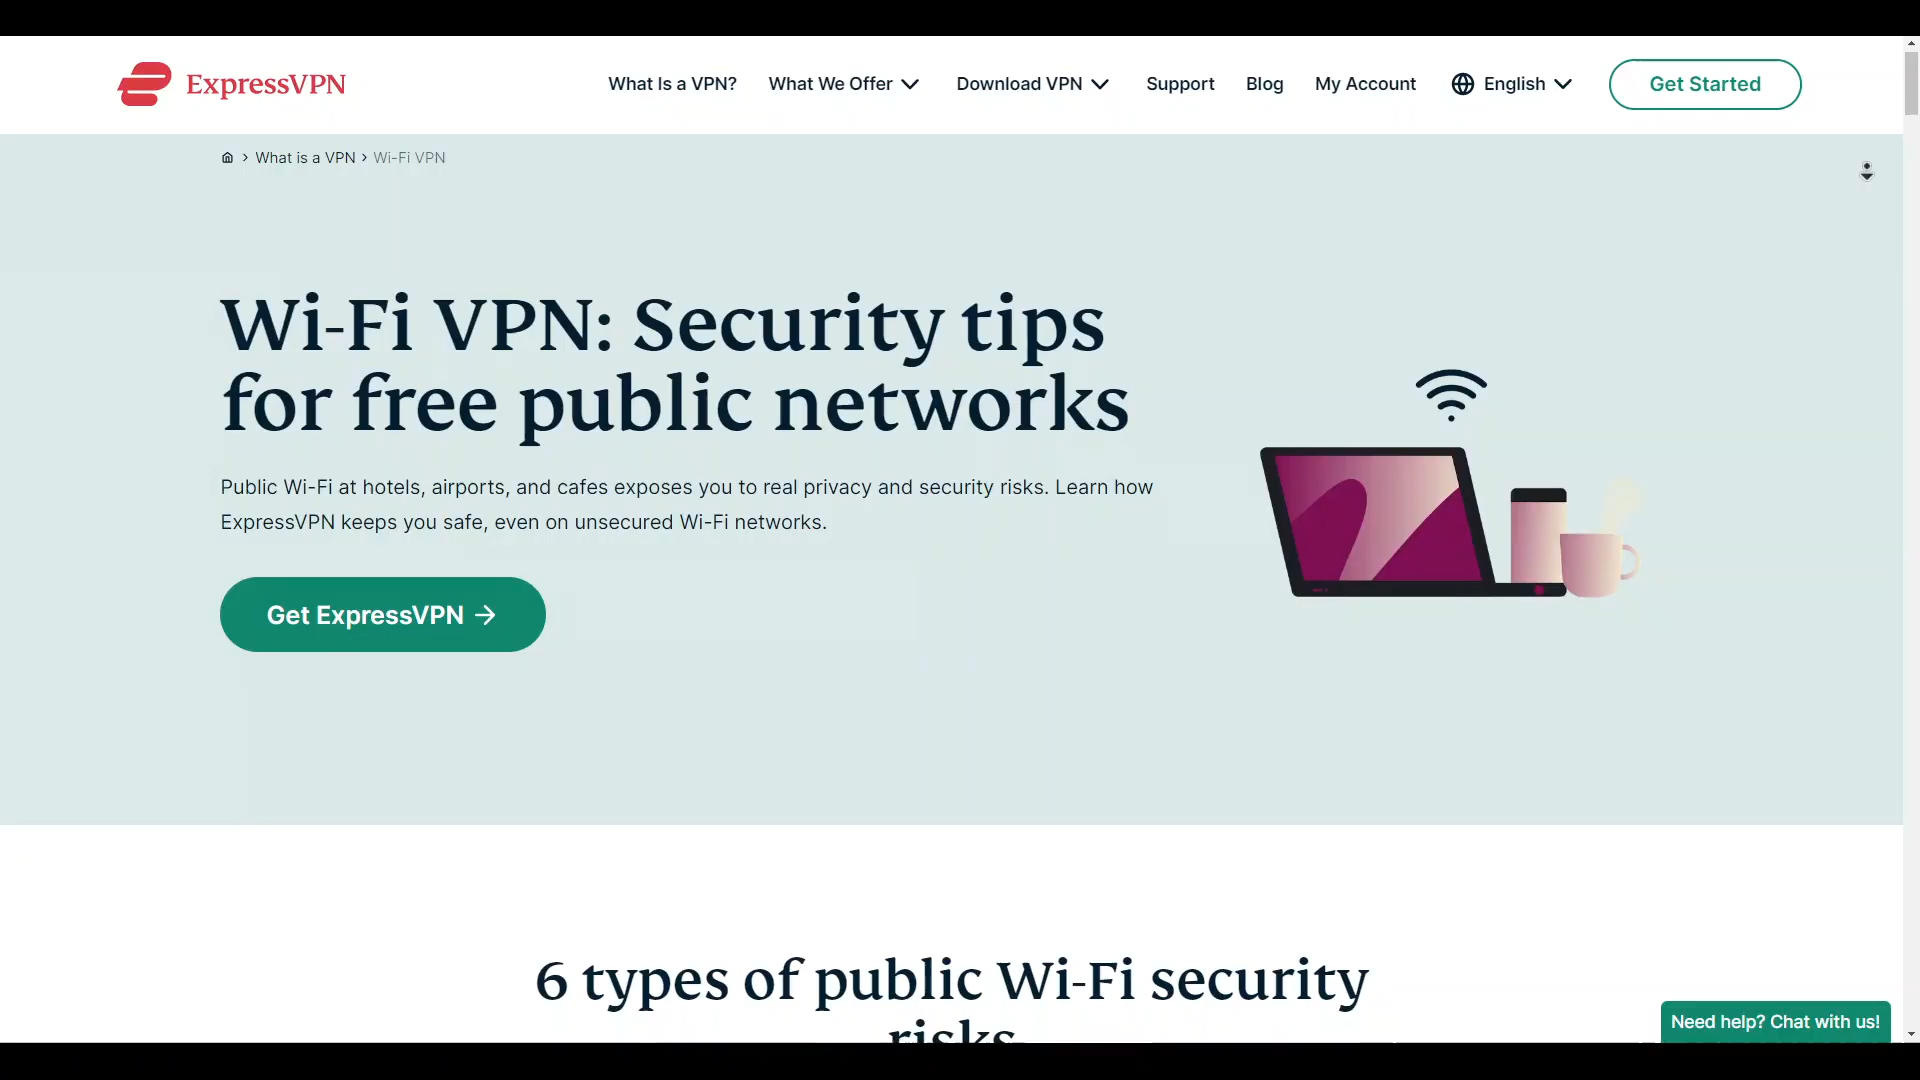 ExpressVPN
What Is a VPN? What We Offer Download VPN Support Blog My Account English Get Started
What is a VPN > Wi-Fi VPN
Wi-Fi VPN: Security tips
for free public networks
Public Wi-Fi at hotels, airports, and cafes exposes you to real privacy and security risks. Learn how
ExpressVPN keeps you safe, even on unsecured Wi-Fi networks.
Get ExpressVPN →
6 types of public Wi-Fi security
risks
Need help? Chat with us!